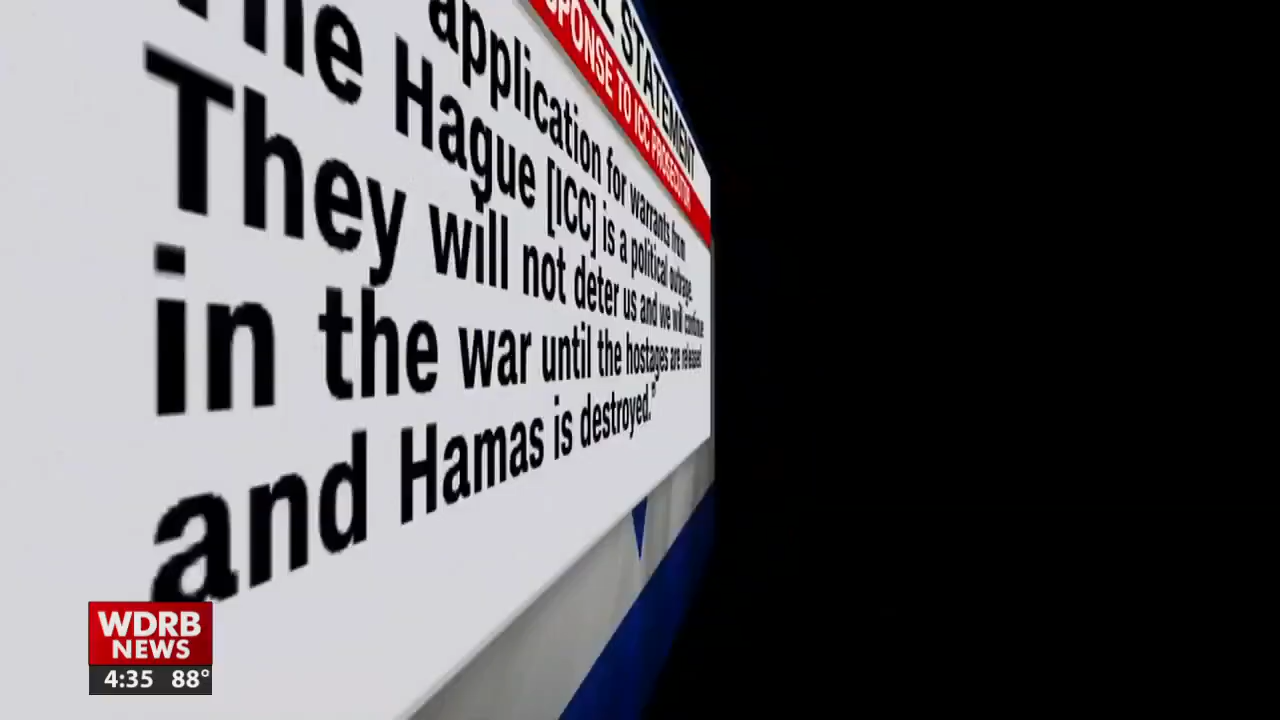 L STATEMENT
SPONSE TO ICC PROSECUTOR
application for warrants from
The Hague [ICC] is a political outrage.
They will not deter us and we will continue
in the war until the hostages are released
and Hamas is destroyed."
WDRB
NEWS
4:35 88°